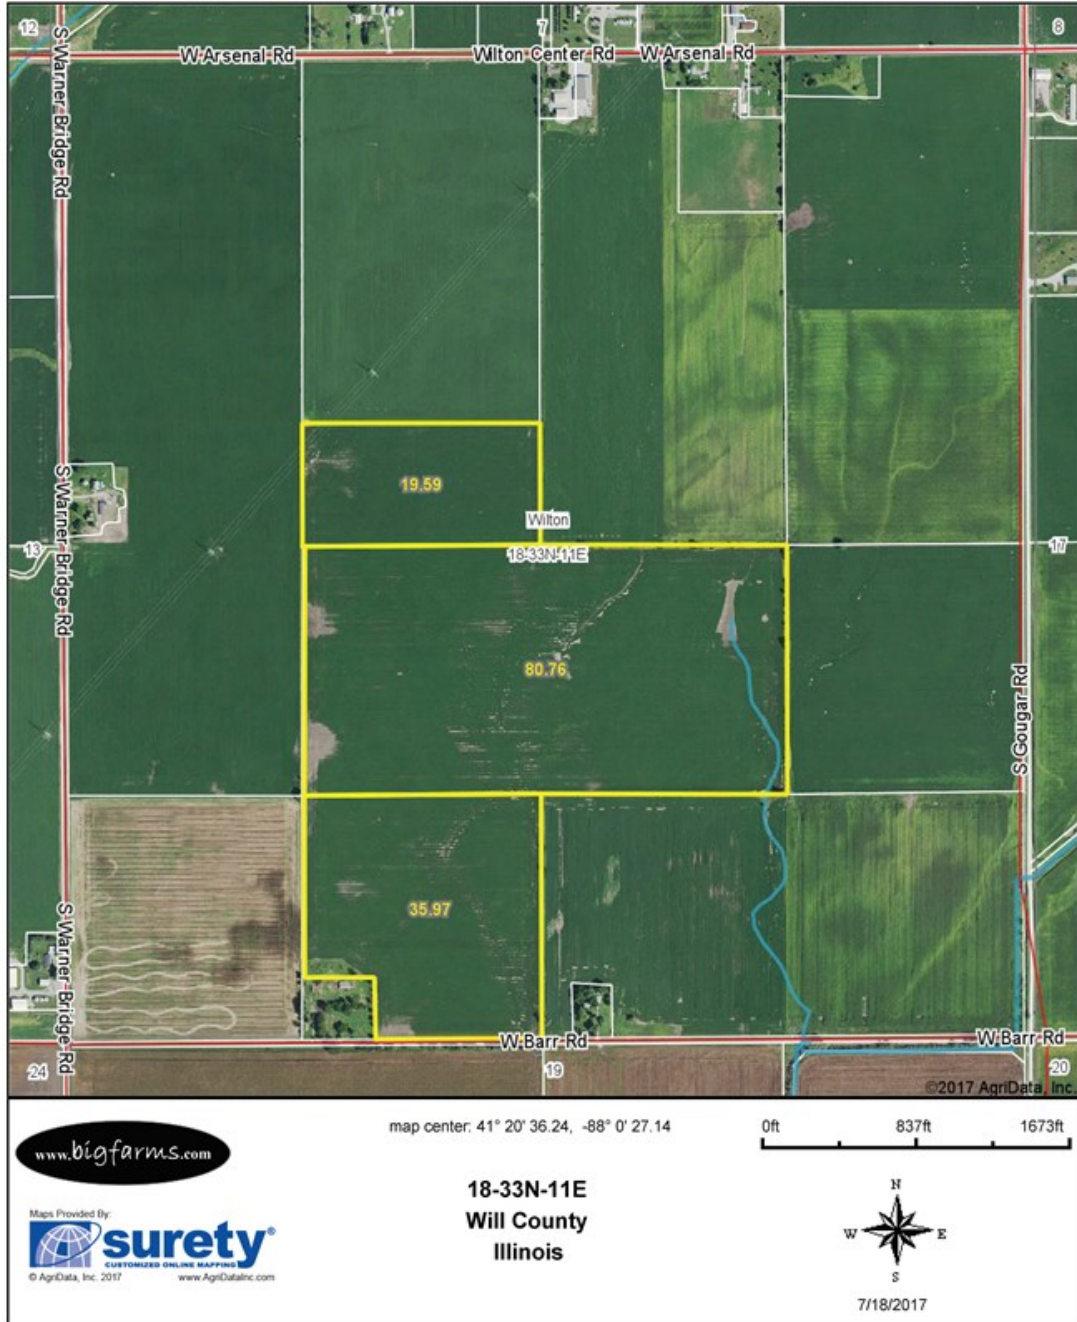 12
7
8
W Arsenal Rd
Wilton Center Rd
W Arsenal Rd
S Warner Bridge Rd
19.59
Wilton
18-33N-11E
13
17
S Warner Bridge Rd
80.76
S Gougar Rd
35.97
S Warner Bridge Rd
W Barr Rd
W Barr Rd
24
19
20
©2017 AgriData, Inc.
www.bigfarms.com
map center: 41° 20' 36.24, -88° 0' 27.14
0ft 837ft 1673ft
18-33N-11E
Will County
Illinois
Maps Provided By:
surety®
CUSTOMIZED ONLINE MAPPING
© AgriData, Inc. 2017 www.AgriDataInc.com
N
W E
S
7/18/2017